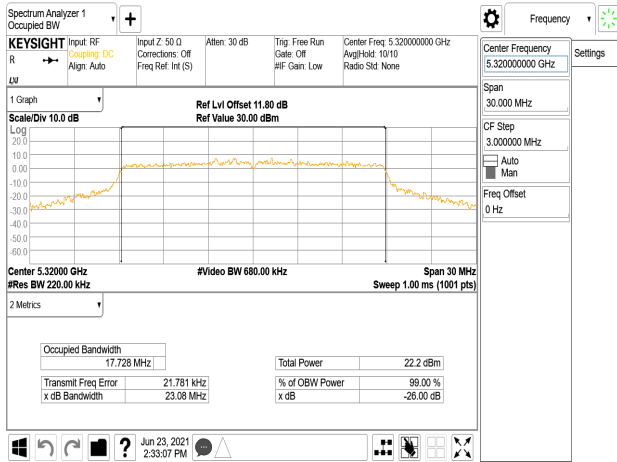 Spectrum Analyzer 1
Occupied BW
Frequency
KEYSIGHT
R
LXI
Input: RF
Coupling: DC
Align: Auto
Input Z: 50 Ω
Corrections: Off
Freq Ref: Int (S)
Atten: 30 dB
Trig: Free Run
Gate: Off
#IF Gain: Low
Center Freq: 5.320000000 GHz
Avg|Hold: 10/10
Radio Std: None
Center Frequency
5.320000000 GHz
Settings
Span
30.000 MHz
CF Step
3.000000 MHz
Auto
Man
Freq Offset
0 Hz
1 Graph
Scale/Div 10.0 dB
Ref Lvl Offset 11.80 dB
Ref Value 30.00 dBm
Log
20.0
10.0
0.00
-10.0
-20.0
-30.0
-40.0
-50.0
-60.0
Center 5.32000 GHz
#Video BW 680.00 kHz
Span 30 MHz
#Res BW 220.00 kHz
Sweep 1.00 ms (1001 pts)
2 Metrics
Occupied Bandwidth
17.728 MHz
Total Power 22.2 dBm
Transmit Freq Error 21.781 kHz
% of OBW Power 99.00 %
x dB Bandwidth 23.08 MHz
x dB -26.00 dB
?
Jun 23, 2021
2:33:07 PM